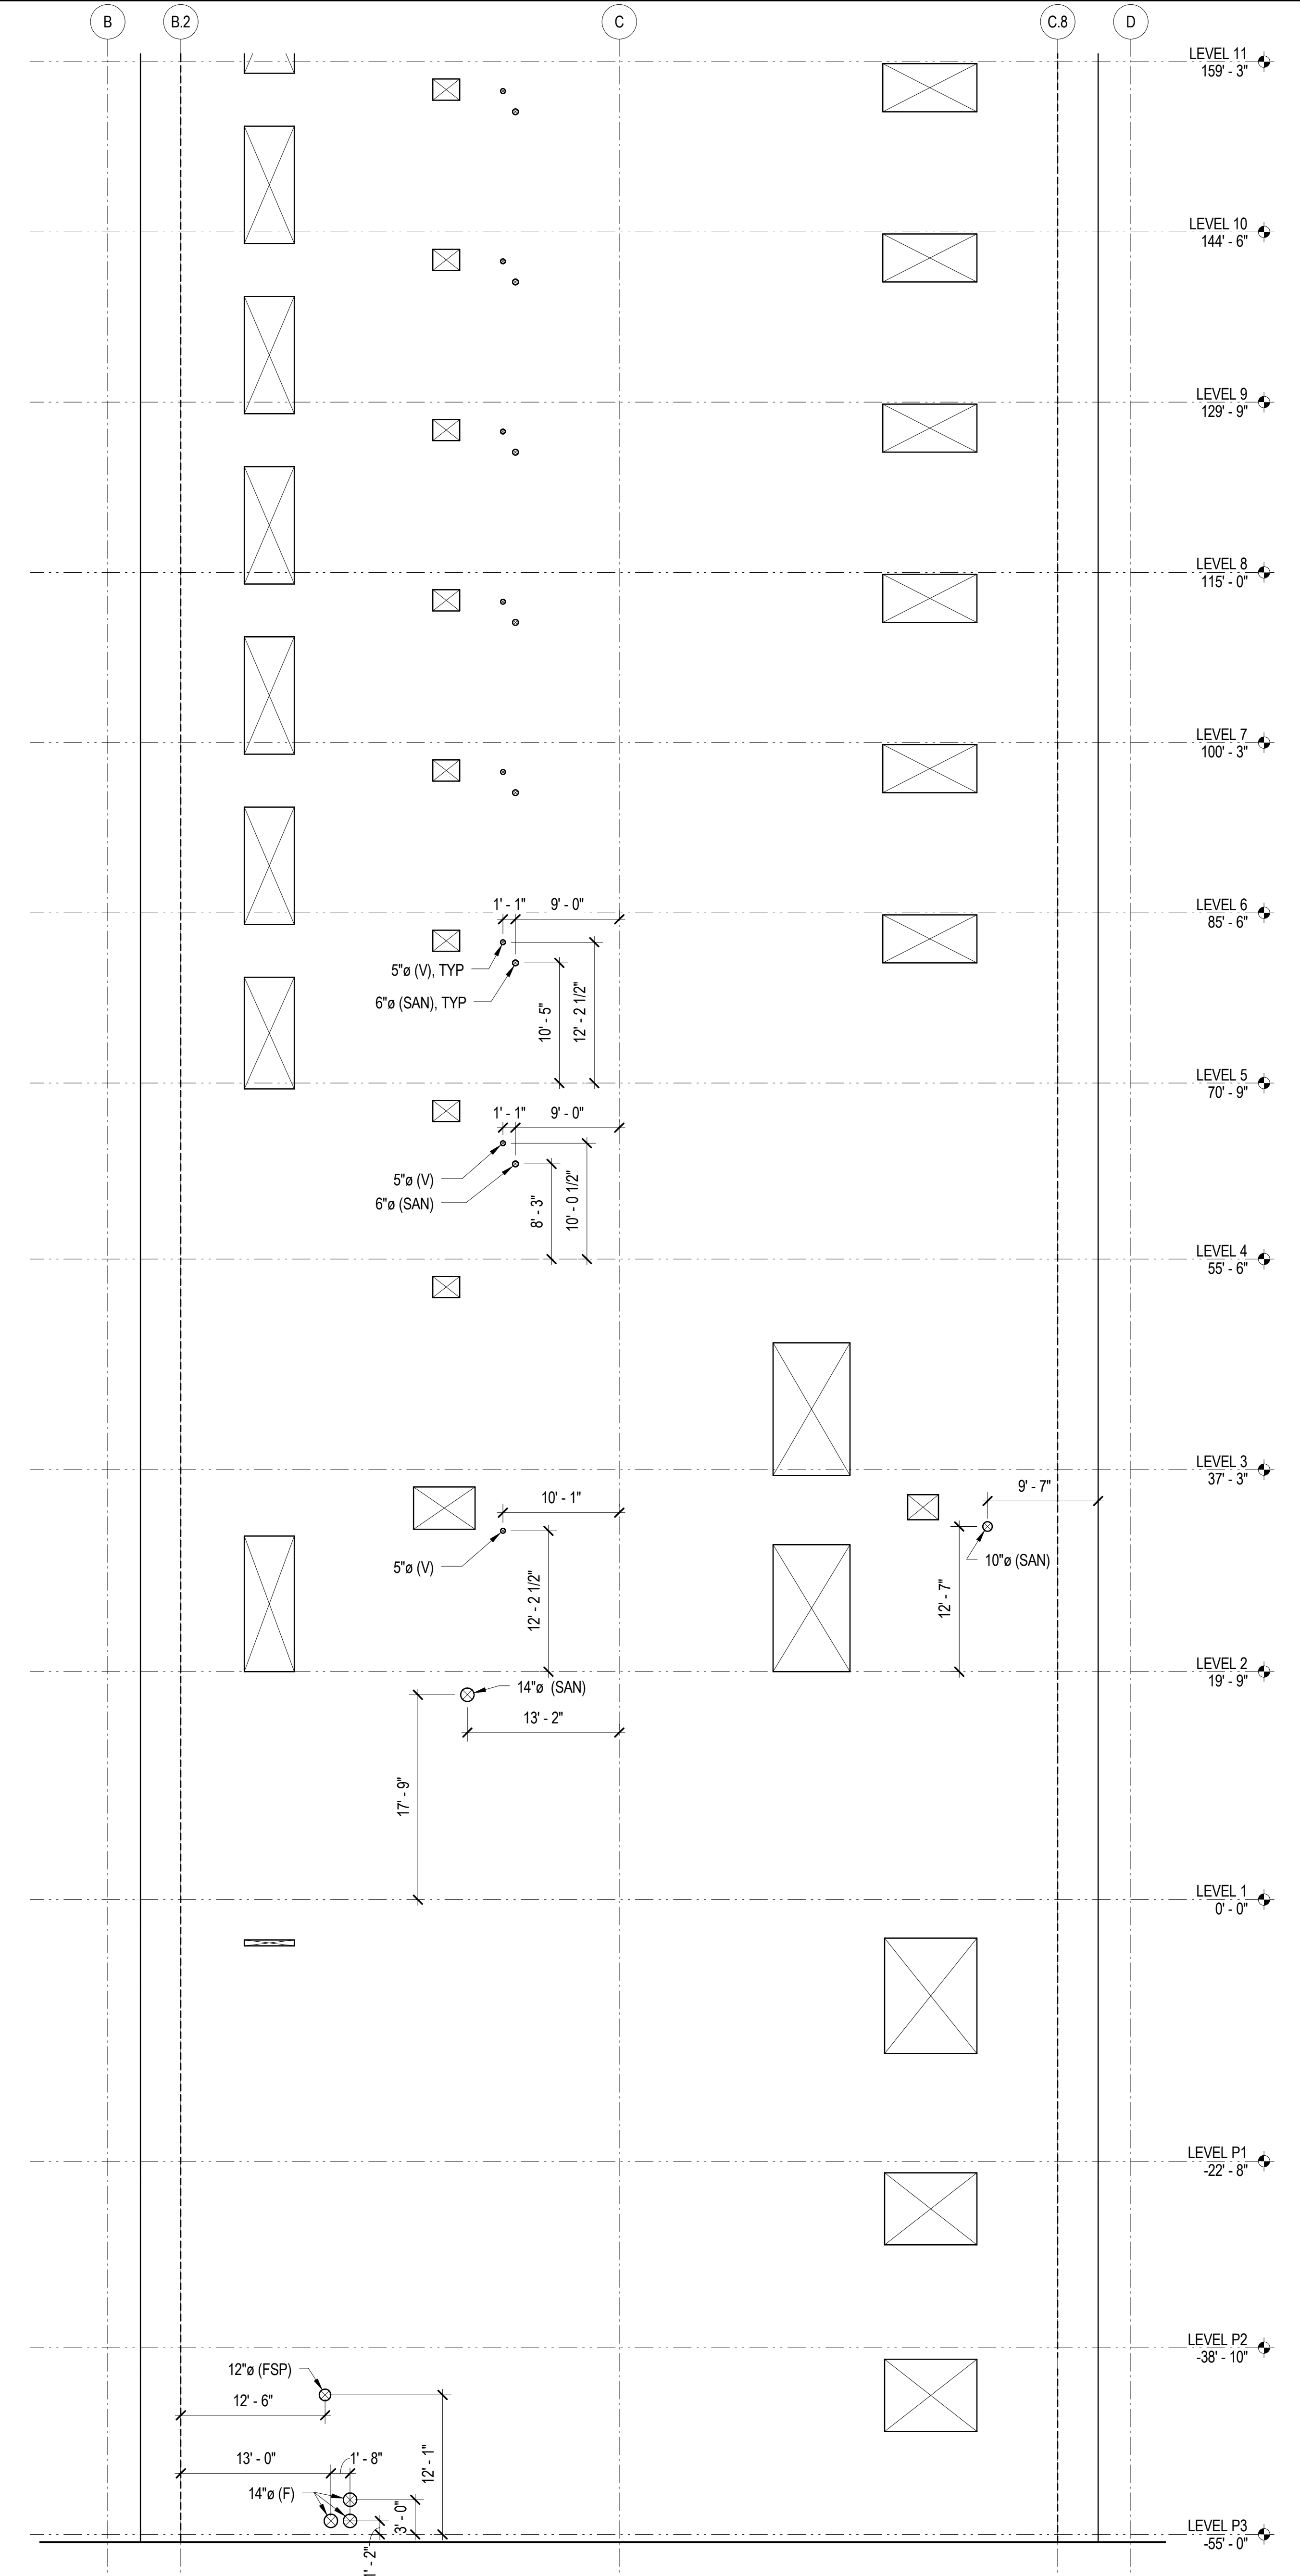 B
B.2
C
C.8
D
LEVEL 11
159' - 3"
LEVEL 10
144' - 6"
LEVEL 9
129' - 9"
LEVEL 8
115' - 0"
LEVEL 7
100' - 3"
LEVEL 6
85' - 6"
1' - 1"
9' - 0"
5"ø (V), TYP
6"ø (SAN), TYP
10' - 5"
12' - 2 1/2"
LEVEL 5
70' - 9"
1' - 1"
9' - 0"
5"ø (V)
6"ø (SAN)
8' - 3"
10' - 0 1/2"
LEVEL 4
55' - 6"
LEVEL 3
37' - 3"
10' - 1"
9' - 7"
5"ø (V)
12' - 2 1/2"
10"ø (SAN)
12' - 7"
LEVEL 2
19' - 9"
14"ø (SAN)
13' - 2"
17' - 9"
LEVEL 1
0' - 0"
LEVEL P1
-22' - 8"
LEVEL P2
-38' - 10"
12"ø (FSP)
12' - 6"
12' - 1"
13' - 0"
1' - 8"
14"ø (F)
3' - 0"
1' - 2"
LEVEL P3
-55' - 0"